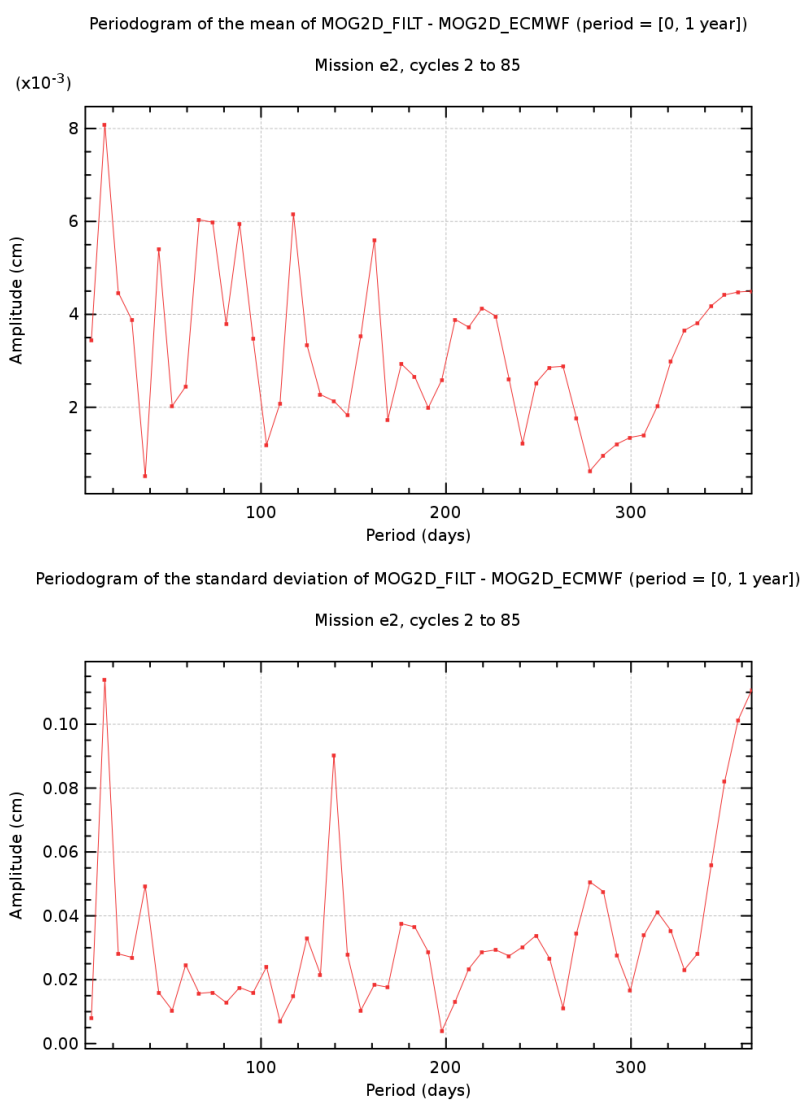 Periodogram of the mean of MOG2D_FILT - MOG2D_ECMWF (period = [0, 1 year])
Mission e2, cycles 2 to 85
(x10-3)
8
6
4
2
Amplitude (cm)
100 200 300
Period (days)
Periodogram of the standard deviation of MOG2D_FILT - MOG2D_ECMWF (period = [0, 1 year])
Mission e2, cycles 2 to 85
0.10
0.08
0.06
0.04
0.02
0.00
Amplitude (cm)
100 200 300
Period (days)